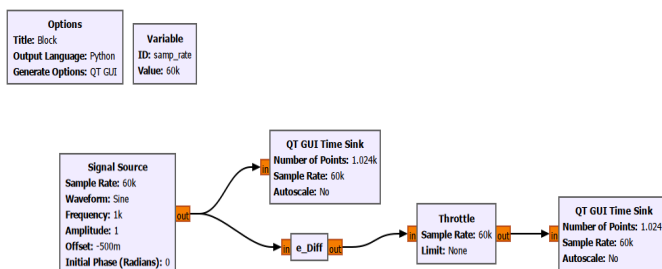 Options
Title: Block
Output Language: Python
Generate Options: QT GUI
Variable
ID: samp_rate
Value: 60k
QT GUI Time Sink
Number of Points: 1.024k
Sample Rate: 60k
Autoscale: No
in
Signal Source
Sample Rate: 60k
Waveform: Sine
Frequency: 1k
Amplitude: 1
Offset: -500m
Initial Phase (Radians): 0
out
e_Diff
out
in
Throttle
Sample Rate: 60k
Limit: None
out
in
QT GUI Time Sink
Number of Points: 1.024
Sample Rate: 60k
Autoscale: No